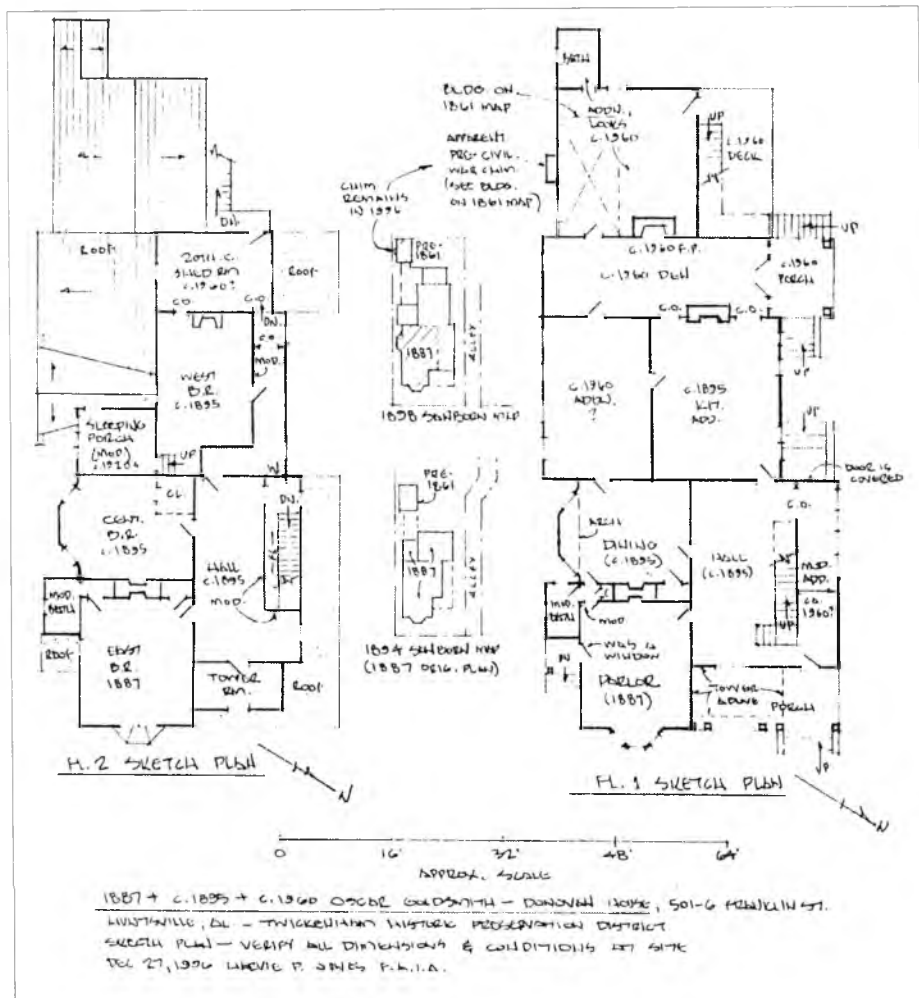 ROOF
20TH C.
SHED RM
C.1960?
ROOF
DN.
C.O.
C.O.
DN.
C.O.
MOD.
WEST
B.R.
C.1895
SLEEPING
PORCH
(MOD)
C.1920s
UP
CL.
W
DN.
CENT.
B.R.
C.1895
HALL
C.1895
MOD.
MOD.
BATH
ROOF
EAST
B.R.
1887
TOWER
RM.
ROOF
FL. 2 SKETCH PLAN
N
CHIM
REMAINS
IN 1996
PRE-
1861
1887
ALLEY
1898 SANBORN MAP
PRE-
1861
1887
ALLEY
1894 SANBORN MAP
(1887 ORIG. PLAN)
BLDG. ON
1861 MAP
APPARENT
PRE-CIVIL
WAR CHIM.
(SEE BLDG.
ON 1861 MAP)
BATH
ADDN.
LOOKS
C.1960
UP
C.1960
DECK
UP
C.1960 F.P.
C.1960 DEN
C.1960
PORCH
C.O.
C.O.
UP
C.1960
ADDN.
?
C.1895
KIT.
ADD.
UP
DOOR IS
COVERED
C.O.
ARCH
DINING
(C.1895)
HALL
(C.1895)
MOD.
ADD.
C.1960?
UP
MOD.
BATH
MOD
WAS A
WINDOW
PARLOR
(1887)
TOWER
ABOVE
PORCH
UP
FL. 1 SKETCH PLAN
N
0 16' 32' 48' 64'
APPROX. SCALE
1887 + C.1895 + C.1960 OSCAR GOLDSMITH - DONOVAN HOUSE, 501-6 FRANKLIN ST.
HUNTSVILLE, AL. - TWICKENHAM HISTORIC PRESERVATION DISTRICT
SKETCH PLAN - VERIFY ALL DIMENSIONS & CONDITIONS AT SITE
DEC 27, 1996 HARVIE P. JONES F.A.I.A.